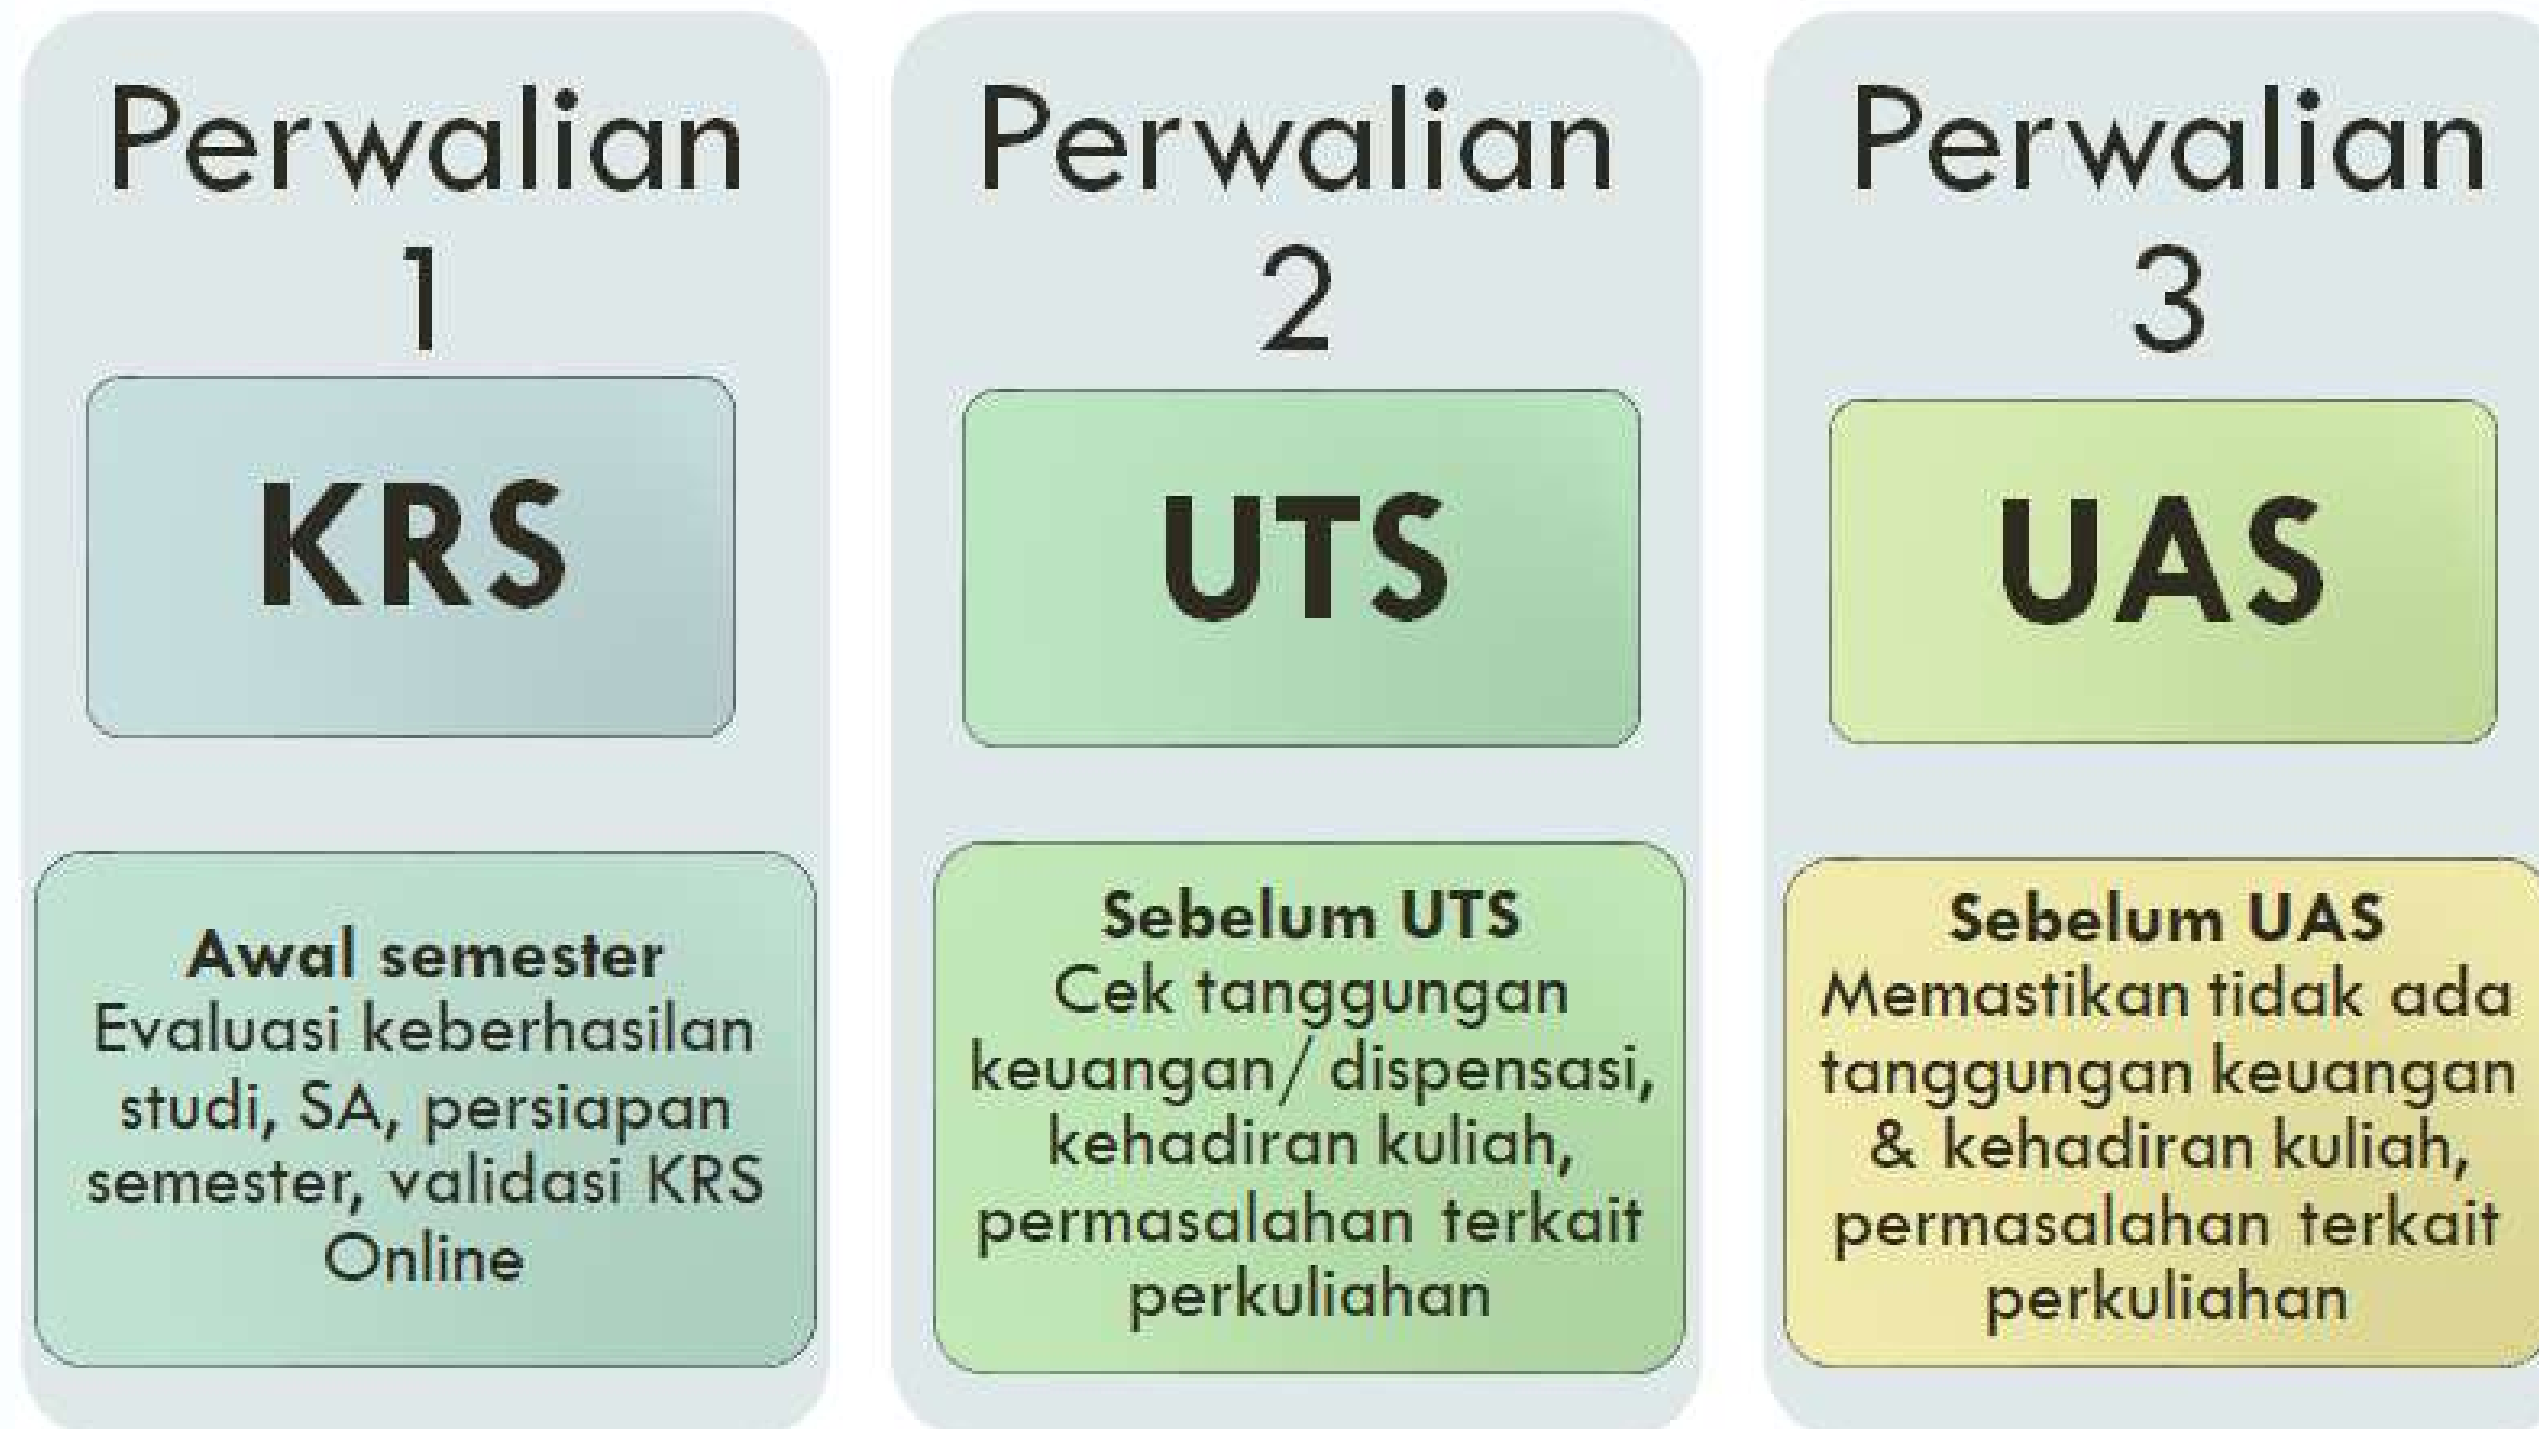 Perwalian
1
KRS
Awal semester
Evaluasi keberhasilan
studi, SA, persiapan
semester, validasi KRS
Online
Perwalian
2
UTS
Sebelum UTS
Cek tanggungan
keuangan/ dispensasi,
kehadiran kuliah,
permasalahan terkait
perkuliahan
Perwalian
3
UAS
Sebelum UAS
Memastikan tidak ada
tanggungan keuangan
& kehadiran kuliah,
permasalahan terkait
perkuliahan